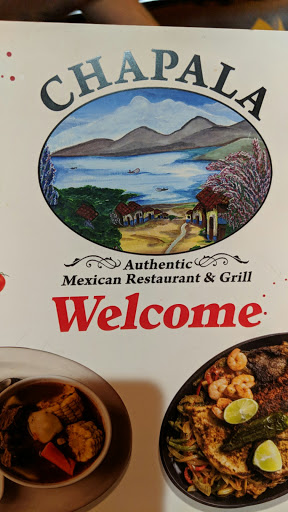 CHAPALA
Authentic
Mexican Restaurant & Grill
Welcome